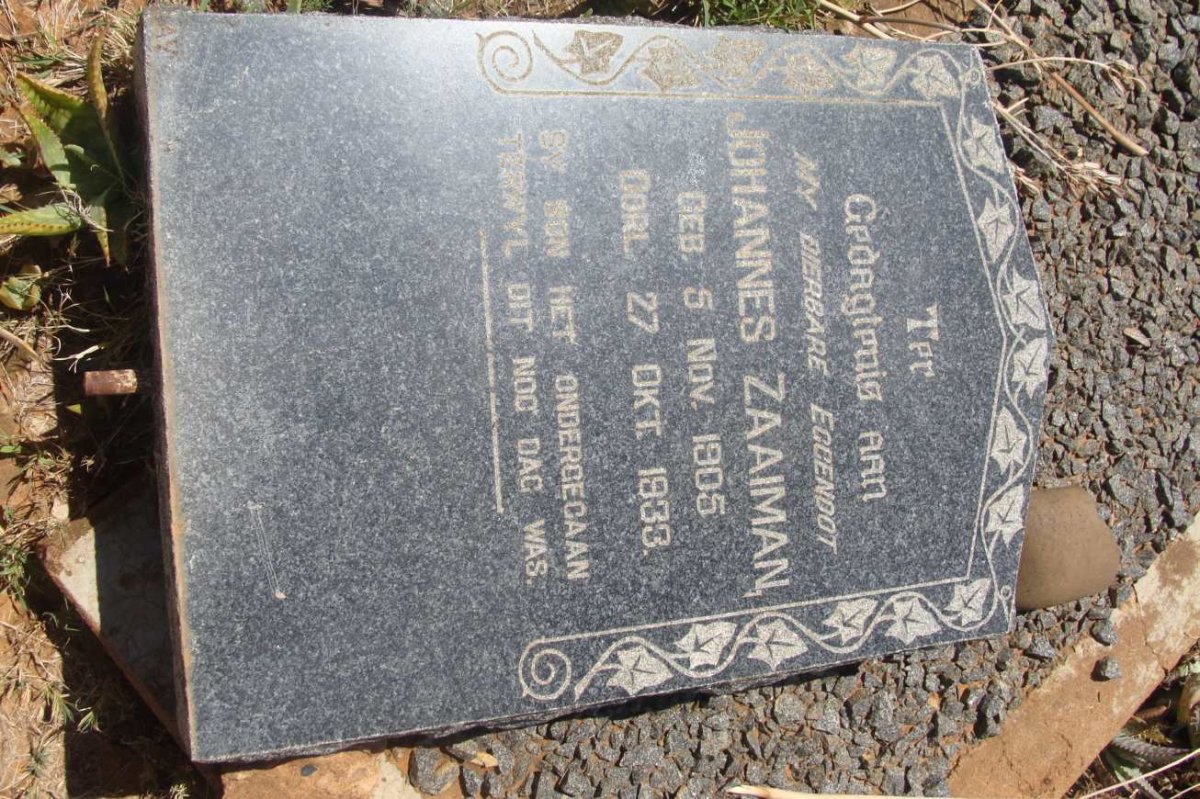 Ter
Gedagtenis aan
MY DIERBARE EGGENOOT
JOHANNES ZAAIMAN,
GEB. 5 NOV. 1905
OORL. 27 OKT. 1933.
SY SON HET ONDERGEGAAN
TERWYL DIT NOG DAG WAS.